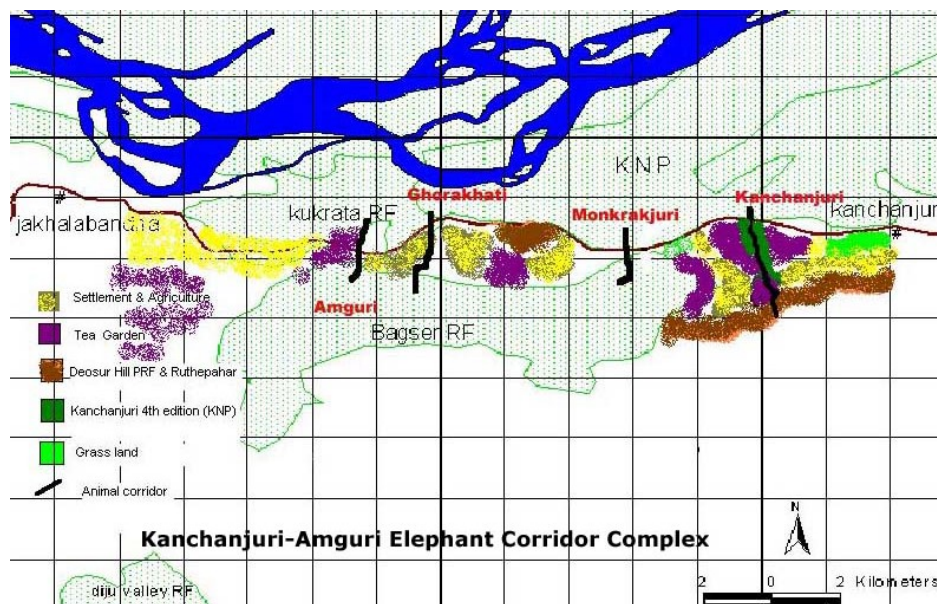 KNP
Ghorakhati
Kanchanjuri
kukrata RF
Monkrakjuri
kanchanjur
#
#
jakhalabandha
Amguri
Bagser RF
Settlement & Agriculture
Tea Garden
Deosur Hill PRF & Ruthepahar
Kanchanjuri 4th edition (KNP)
Grass land
Animal corridor
N
Kanchanjuri-Amguri Elephant Corridor Complex
2 0 2 Kilometers
diju valley RF